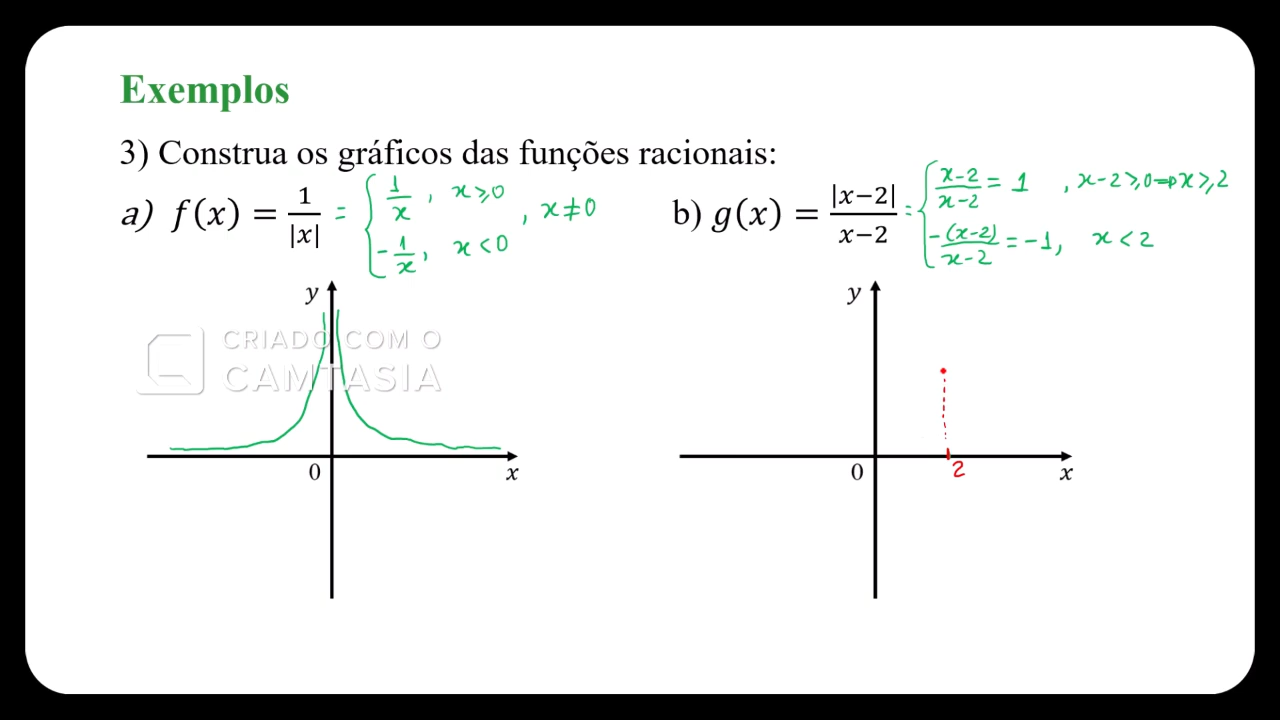 Exemplos
3) Construa os gráficos das funções racionais:
a) f(x) = 1/|x| = { 1/x, x ≥ 0
-1/x, x < 0 , x ≠ 0
b) g(x) = |x−2|/x−2 = { x-2/x-2 = 1 , x-2 ≥ 0 ⇒ x ≥ 2
-(x-2)/x-2 = -1, x < 2
y
CRIADO COM O
CAMTASIA
0
x
y
0
2
x